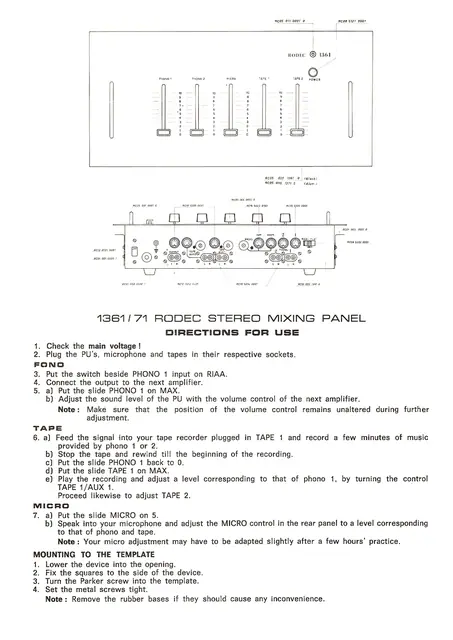 RODEC 1361
POWER
PHONO 1 PHONO 2 MICRO TAPE 1 TAPE 2
1361/71 RODEC STEREO MIXING PANEL
DIRECTIONS FOR USE
1. Check the main voltage !
2. Plug the PU's, microphone and tapes in their respective sockets.
FONO
3. Put the switch beside PHONO 1 input on RIAA.
4. Connect the output to the next amplifier.
5. a) Put the slide PHONO 1 on MAX.
b) Adjust the sound level of the PU with the volume control of the next amplifier.
Note : Make sure that the position of the volume control remains unaltered during further
adjustment.
TAPE
6. a) Feed the signal into your tape recorder plugged in TAPE 1 and record a few minutes of music
provided by phono 1 or 2.
b) Stop the tape and rewind till the beginning of the recording.
c) Put the slide PHONO 1 back to 0.
d) Put the slide TAPE 1 on MAX.
e) Play the recording and adjust a level corresponding to that of phono 1, by turning the control
TAPE 1/AUX 1.
Proceed likewise to adjust TAPE 2.
MICRO
7. a) Put the slide MICRO on 5.
b) Speak into your microphone and adjust the MICRO control in the rear panel to a level corresponding
to that of phono and tape.
Note : Your micro adjustment may have to be adapted slightly after a few hours' practice.
MOUNTING TO THE TEMPLATE
1. Lower the device into the opening.
2. Fix the squares to the side of the device.
3. Turn the Parker screw into the template.
4. Set the metal screws tight.
Note : Remove the rubber bases if they should cause any inconvenience.